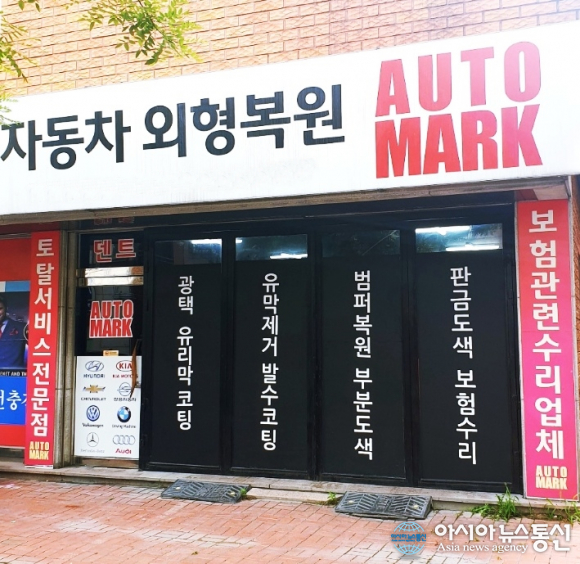 자동차 외형복원
AUTO
MARK
토탈서비스전문점
AUTO
MARK
덴트
AUTO
MARK
HYUNDAI
KIA MOTORS
CHEVROLET
Volkswagen
Audi
광택 유리막코팅
유막제거 발수코팅
범퍼복원 부분도색
판금도색 보험수리
보험관련수리업체
AUTO
MARK
아시아뉴스통신
Asia news agency